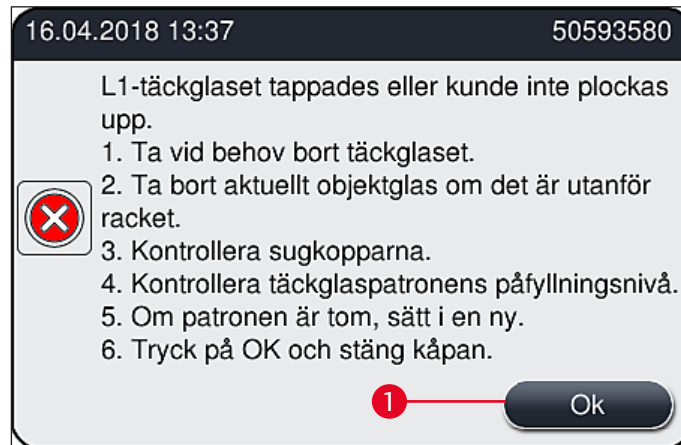 16.04.2018 13:37 50593580
L1-täckglaset tappades eller kunde inte plockas
upp.
1. Ta vid behov bort täckglaset.
2. Ta bort aktuellt objektglas om det är utanför
racket.
3. Kontrollera sugkopparna.
4. Kontrollera täckglaspatronens påfyllningsnivå.
5. Om patronen är tom, sätt i en ny.
6. Tryck på OK och stäng kåpan.
1 Ok